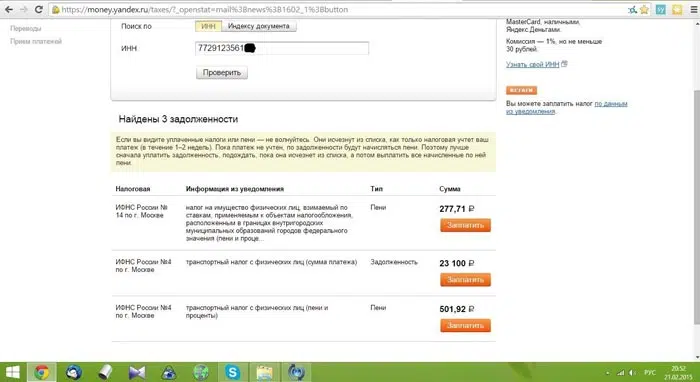 https://money.yandex.ru/taxes/?_openstat=mail%3Bnews%3B1602_1%3Bbutton
Переводы
Прием платежей
Поиск по
ИНН
Индексу документа
ИНН
7729123561
Проверить
MasterCard, наличными,
Яндекс.Деньгами.
Комиссия — 1%, но не меньше
30 рублей.
Узнать свой ИНН
КСТАТИ
Вы можете заплатить налог по данным
из уведомления.
Найдены 3 задолженности
Если вы видите уплаченные налоги или пени — не волнуйтесь. Они исчезнут из списка, как только налоговая учтет ваш
платеж (в течение 1–2 недель). Пока платеж не учтен, по задолженности будут начисляться пени. Поэтому лучше
сначала уплатить задолженность, подождать, пока она исчезнет из списка, а потом выплатить все начисленные по ней
пени.
Налоговая
Информация из уведомления
Тип
Сумма
ИФНС России №
14 по г. Москве
налог на имущество физических лиц, взимаемый по
ставкам, применяемым к объектам налогообложения,
расположенным в границах внутригородских
муниципальных образований городов федерального
значения (пени и проце...
Пени
277,71 ₽
Заплатить
ИФНС России №4
по г. Москве
транспортный налог с физических лиц (сумма платежа)
Задолженность
23 100 ₽
Заплатить
ИФНС России №4
по г. Москве
транспортный налог с физических лиц (пени и
проценты)
Пени
501,92 ₽
Заплатить
РУС
20:52
21.02.2015